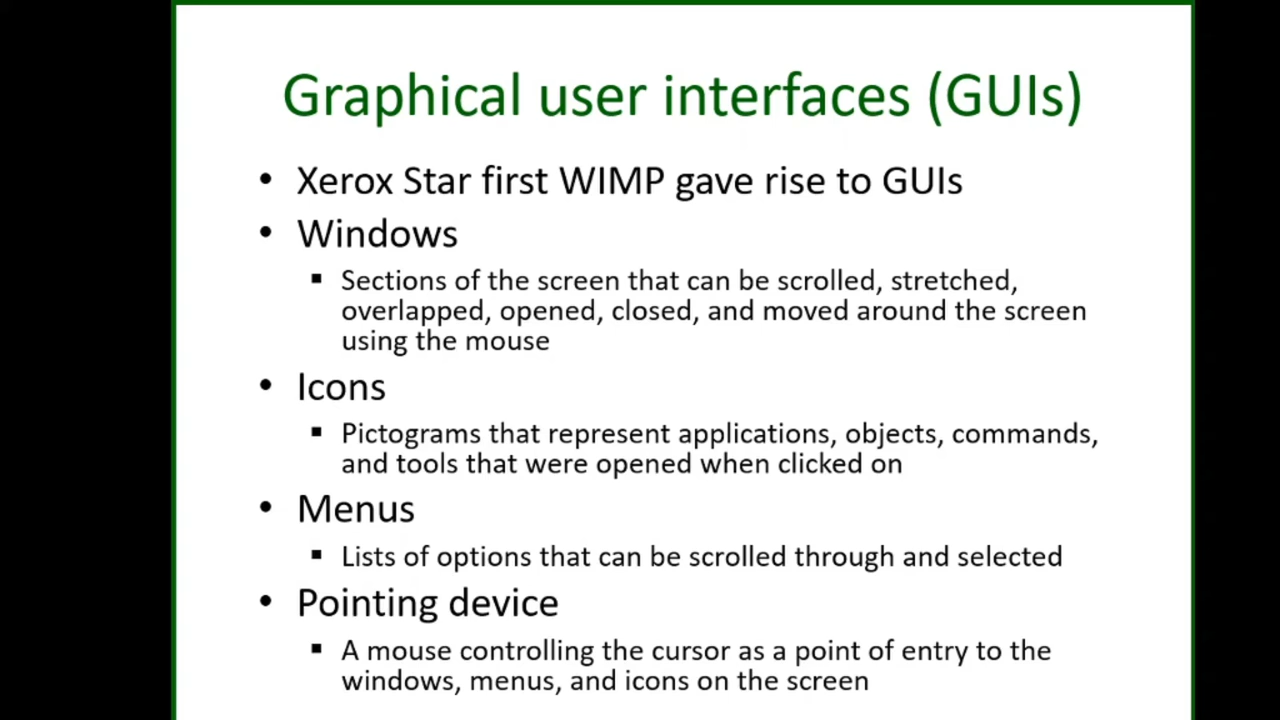 Graphical user interfaces (GUIs)
• Xerox Star first WIMP gave rise to GUIs
• Windows
▪ Sections of the screen that can be scrolled, stretched,
overlapped, opened, closed, and moved around the screen
using the mouse
• Icons
▪ Pictograms that represent applications, objects, commands,
and tools that were opened when clicked on
• Menus
▪ Lists of options that can be scrolled through and selected
• Pointing device
▪ A mouse controlling the cursor as a point of entry to the
windows, menus, and icons on the screen